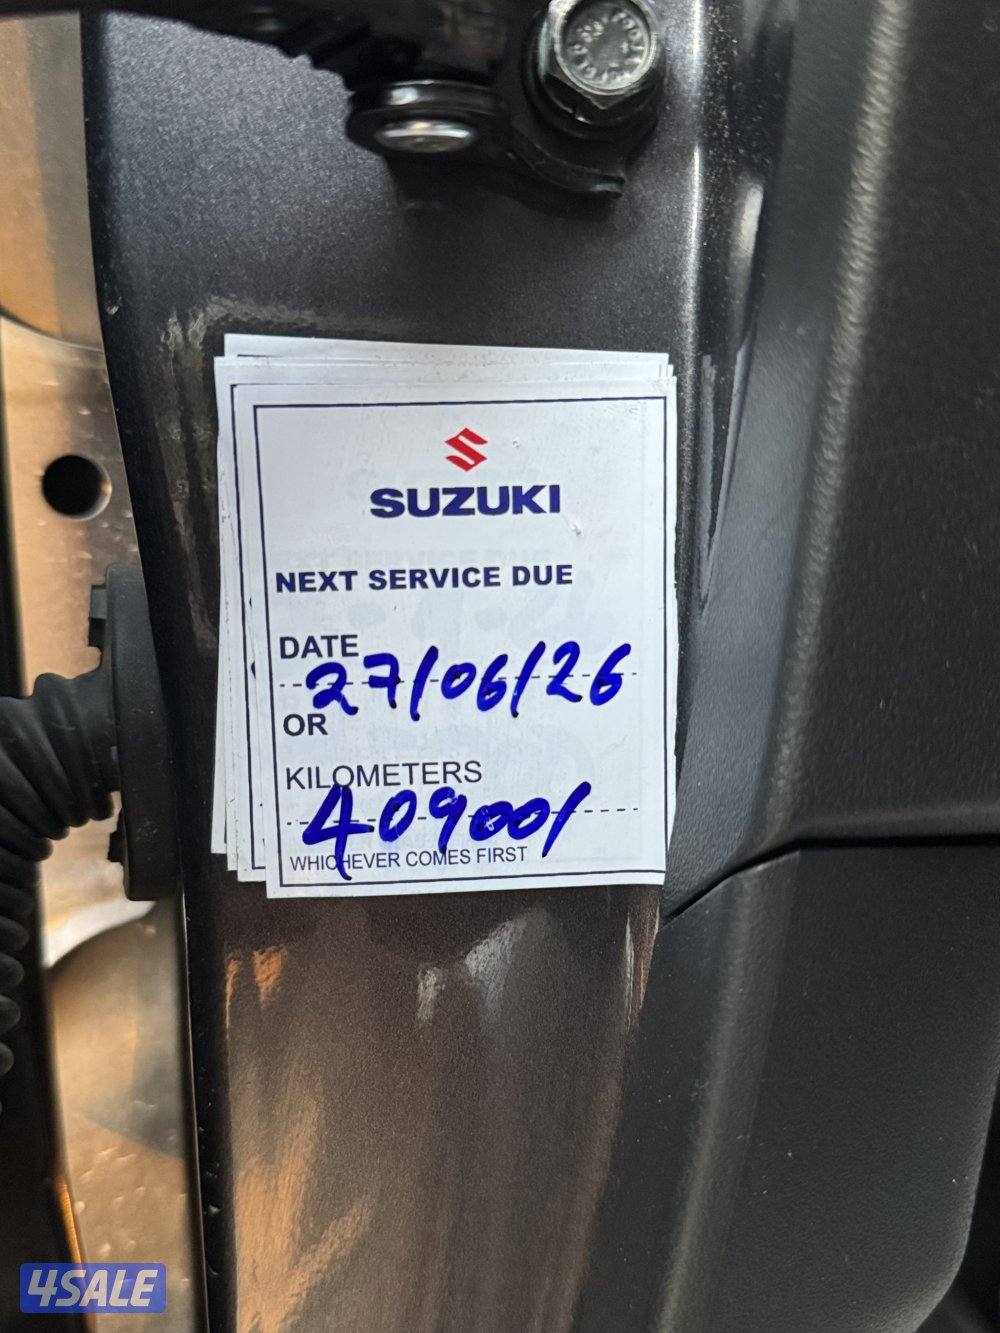 SUZUKI
NEXT SERVICE DUE
DATE
27/06/26
OR
KILOMETERS
40900/
WHICHEVER COMES FIRST
4SALE